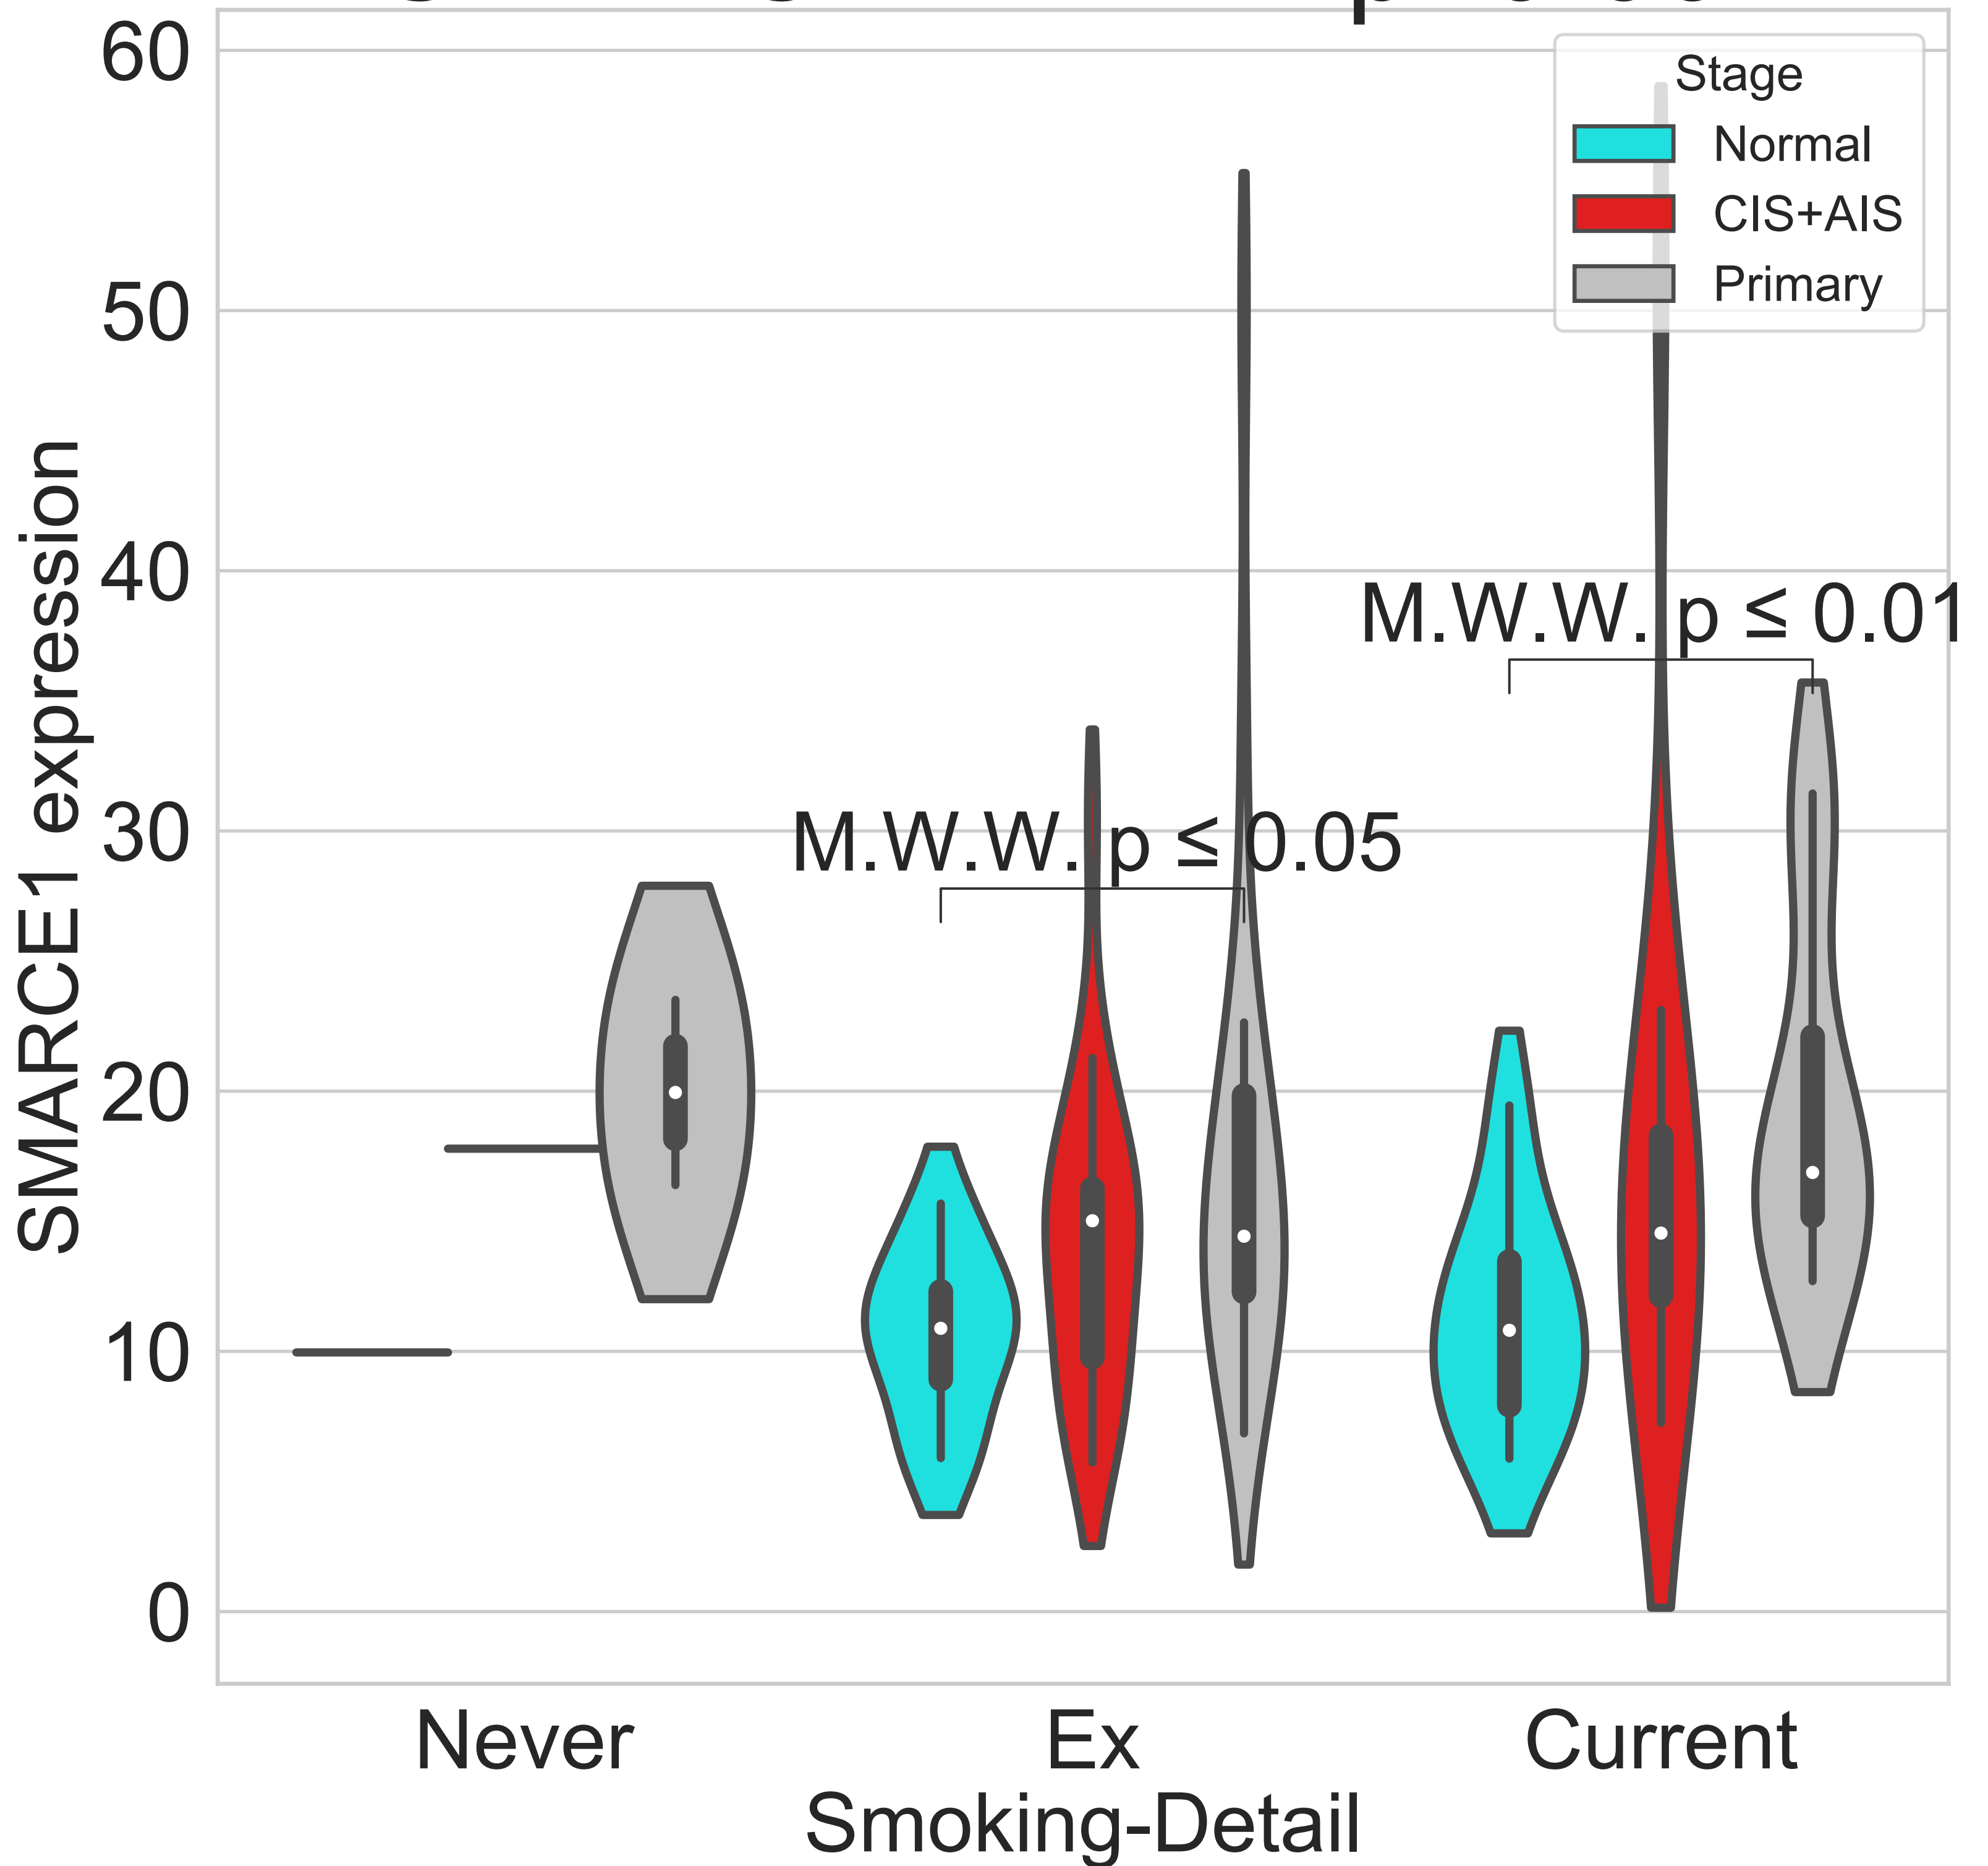 60
50
40
30
20
10
0
SMARCE1 expression
Stage
Normal
CIS+AIS
Primary
M.W.W. p ≤ 0.01
M.W.W. p ≤ 0.05
Never
Ex
Current
Smoking-Detail